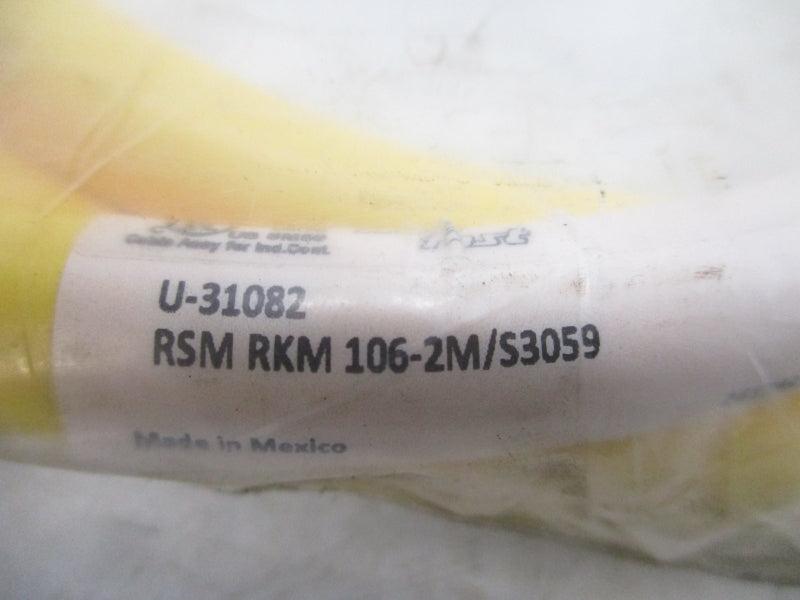 Cable Assy for Ind.Cont.
U-31082
RSM RKM 106-2M/S3059
Made in Mexico